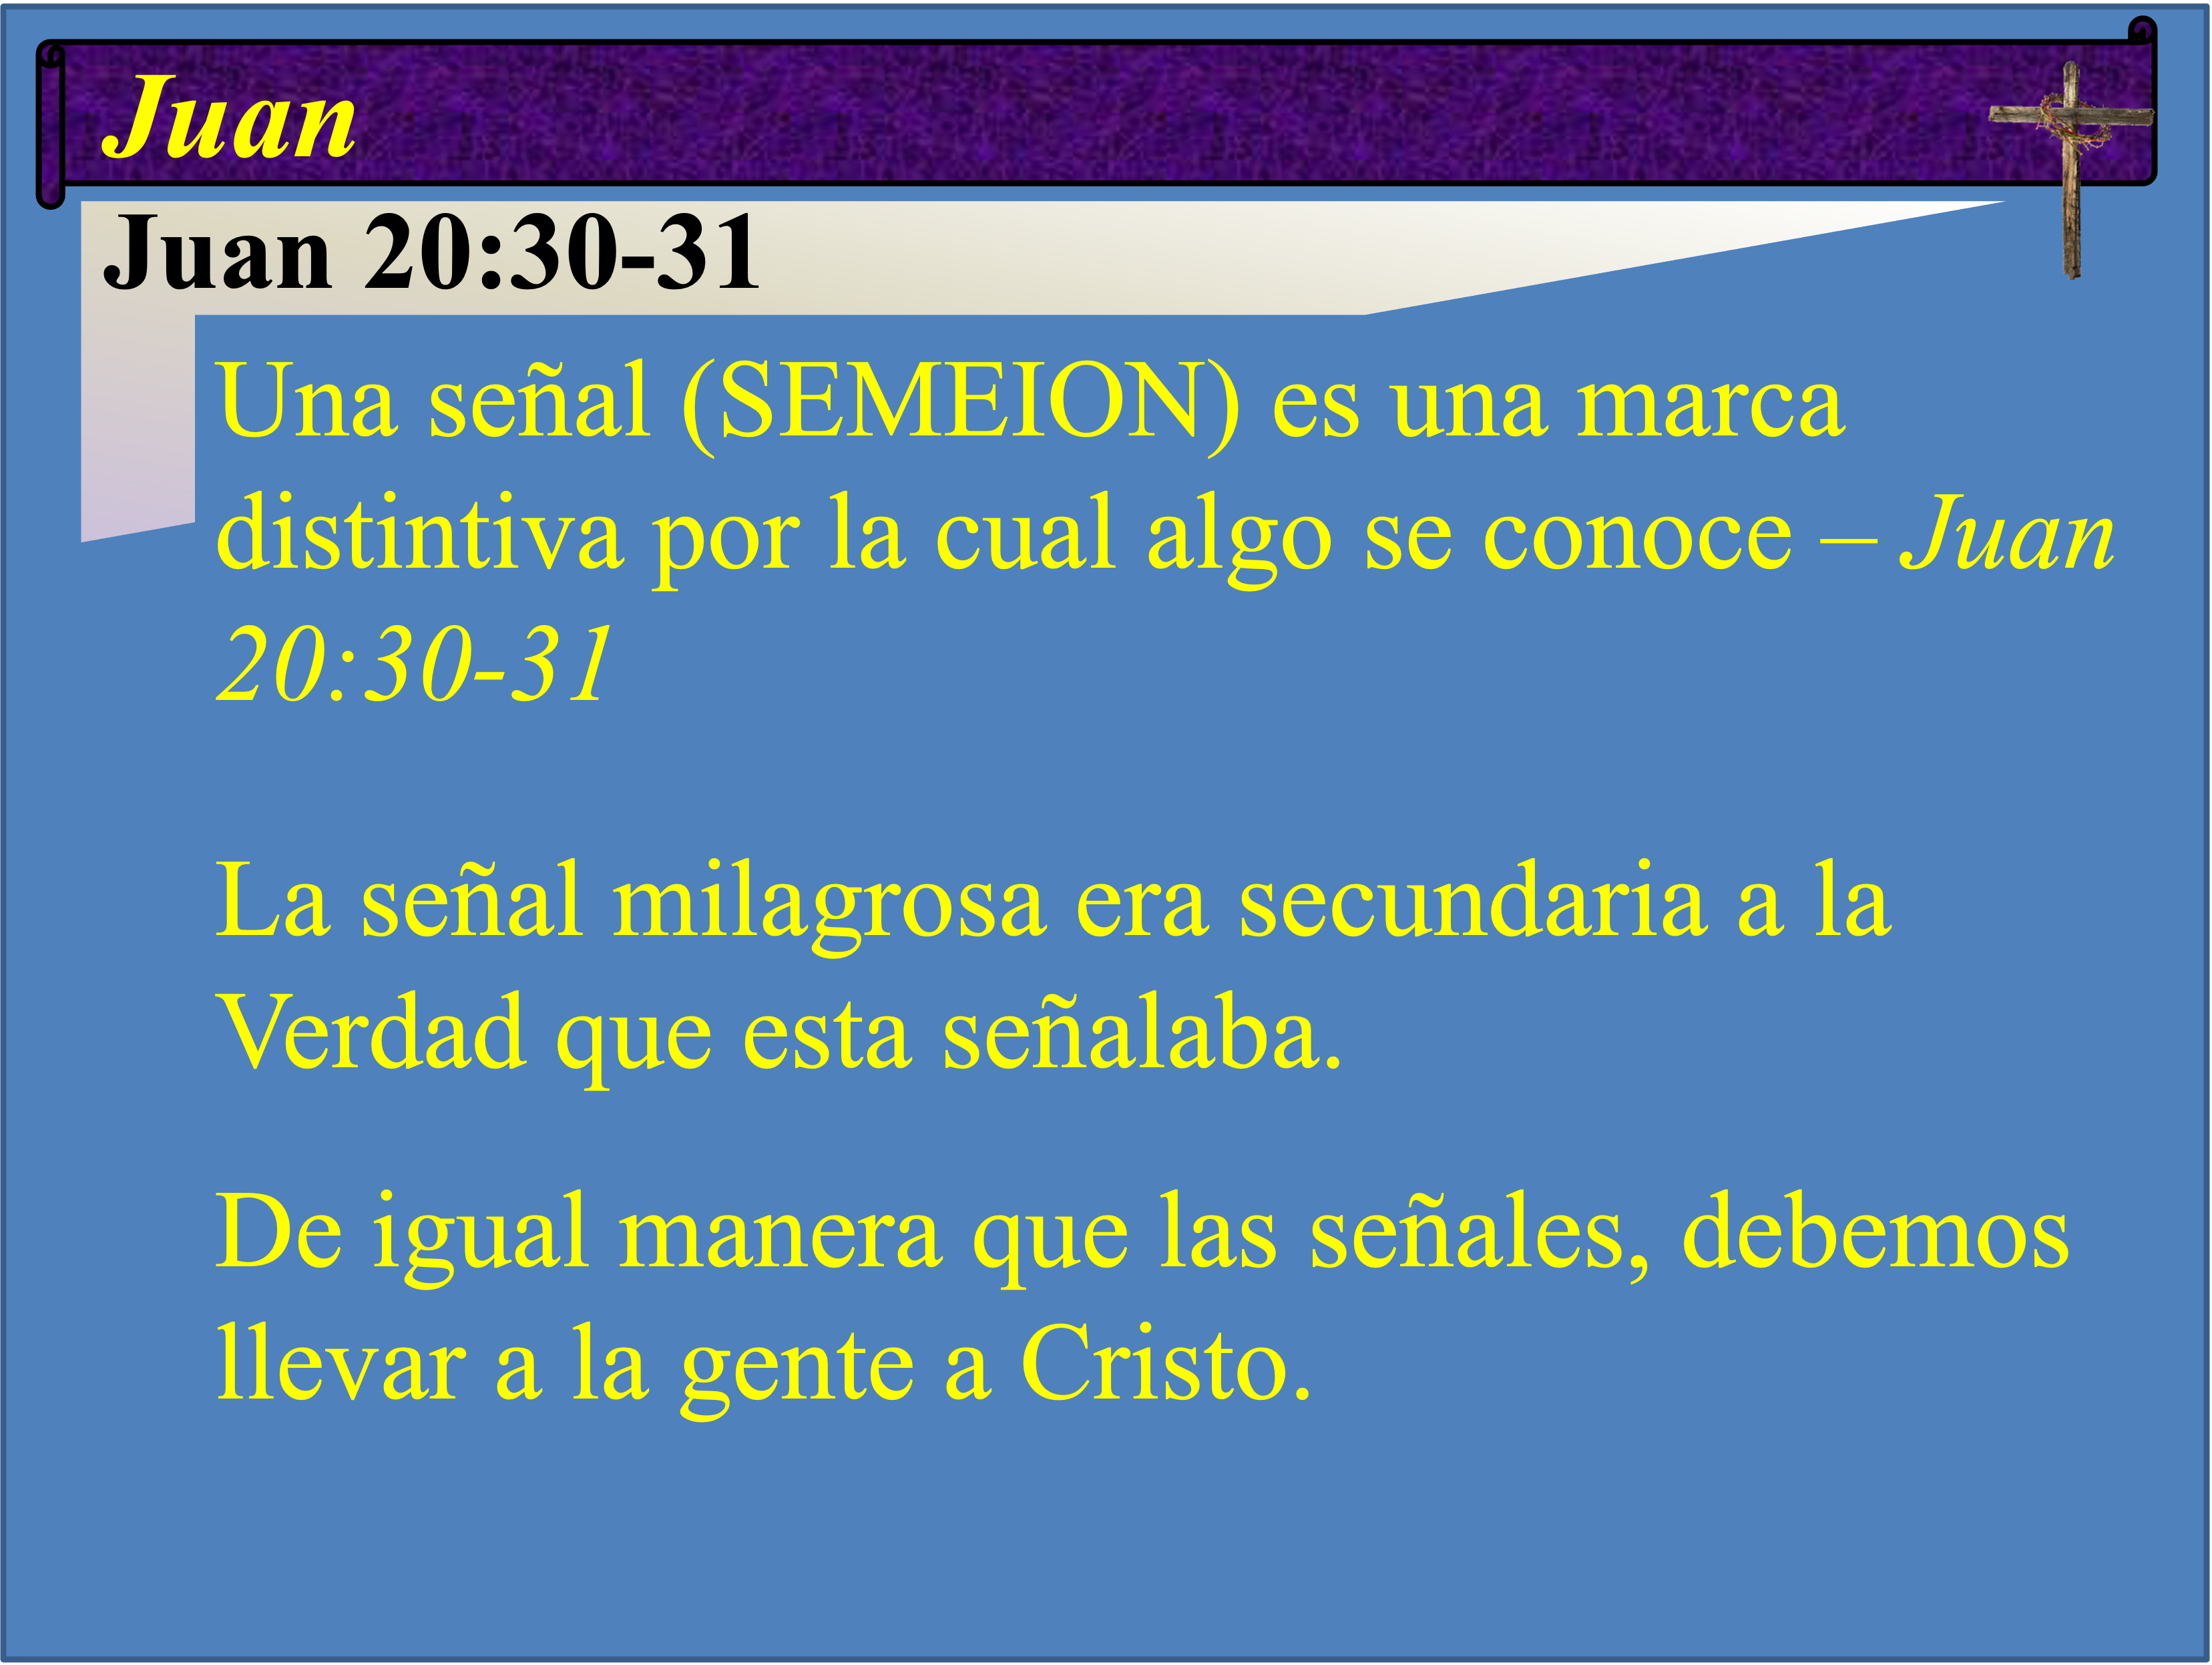 Juan
Juan 20:30-31
Una señal (SEMEION) es una marca
distintiva por la cual algo se conoce – Juan
20:30-31
La señal milagrosa era secundaria a la
Verdad que esta señalaba.
De igual manera que las señales, debemos
llevar a la gente a Cristo.